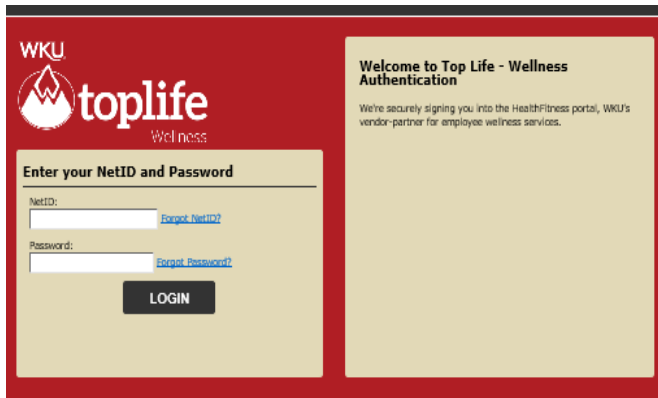 WKU
toplife
Wellness
Enter your NetID and Password
NetID:
Forgot NetID?
Password:
Forgot Password?
LOGIN
Welcome to Top Life - Wellness
Authentication
We're securely signing you into the HealthFitness portal, WKU's
vendor-partner for employee wellness services.